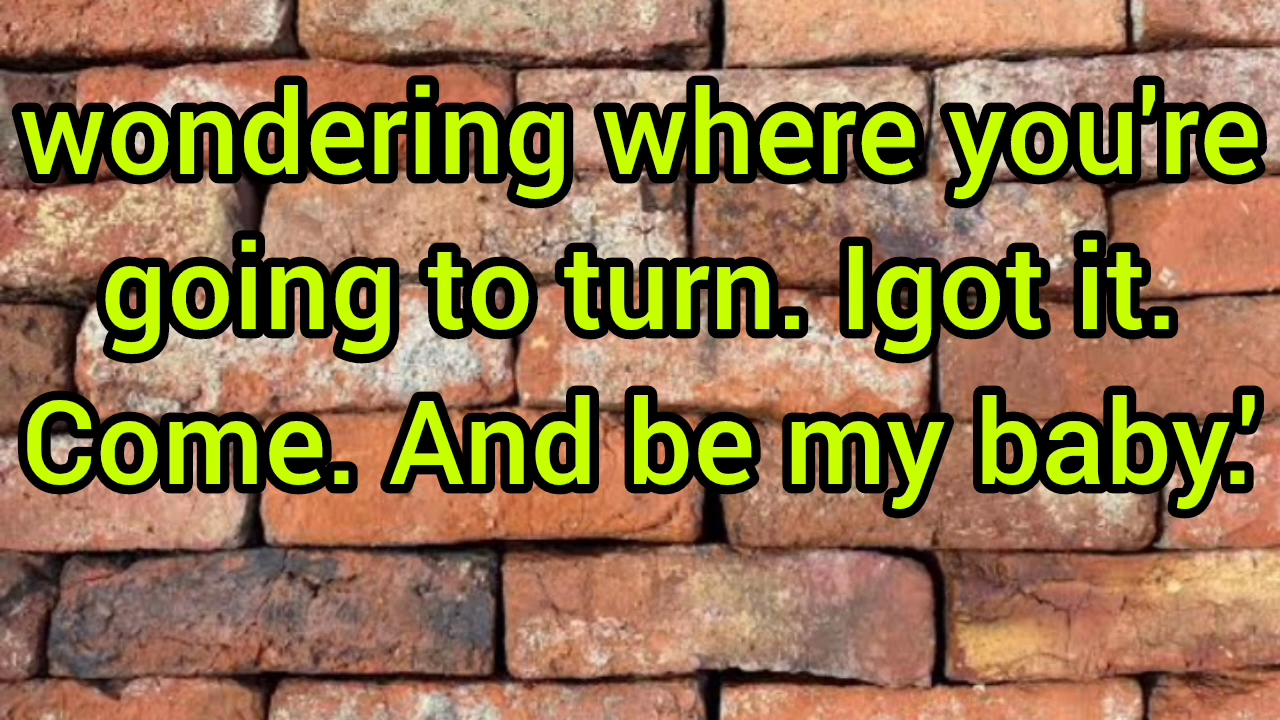 wondering where you're
going to turn. Igot it.
Come. And be my baby.'